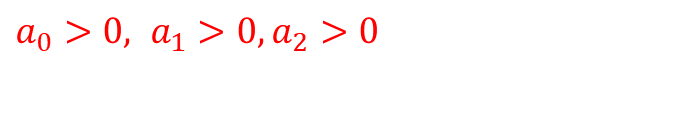 a₀ > 0, a₁ > 0, a₂ > 0